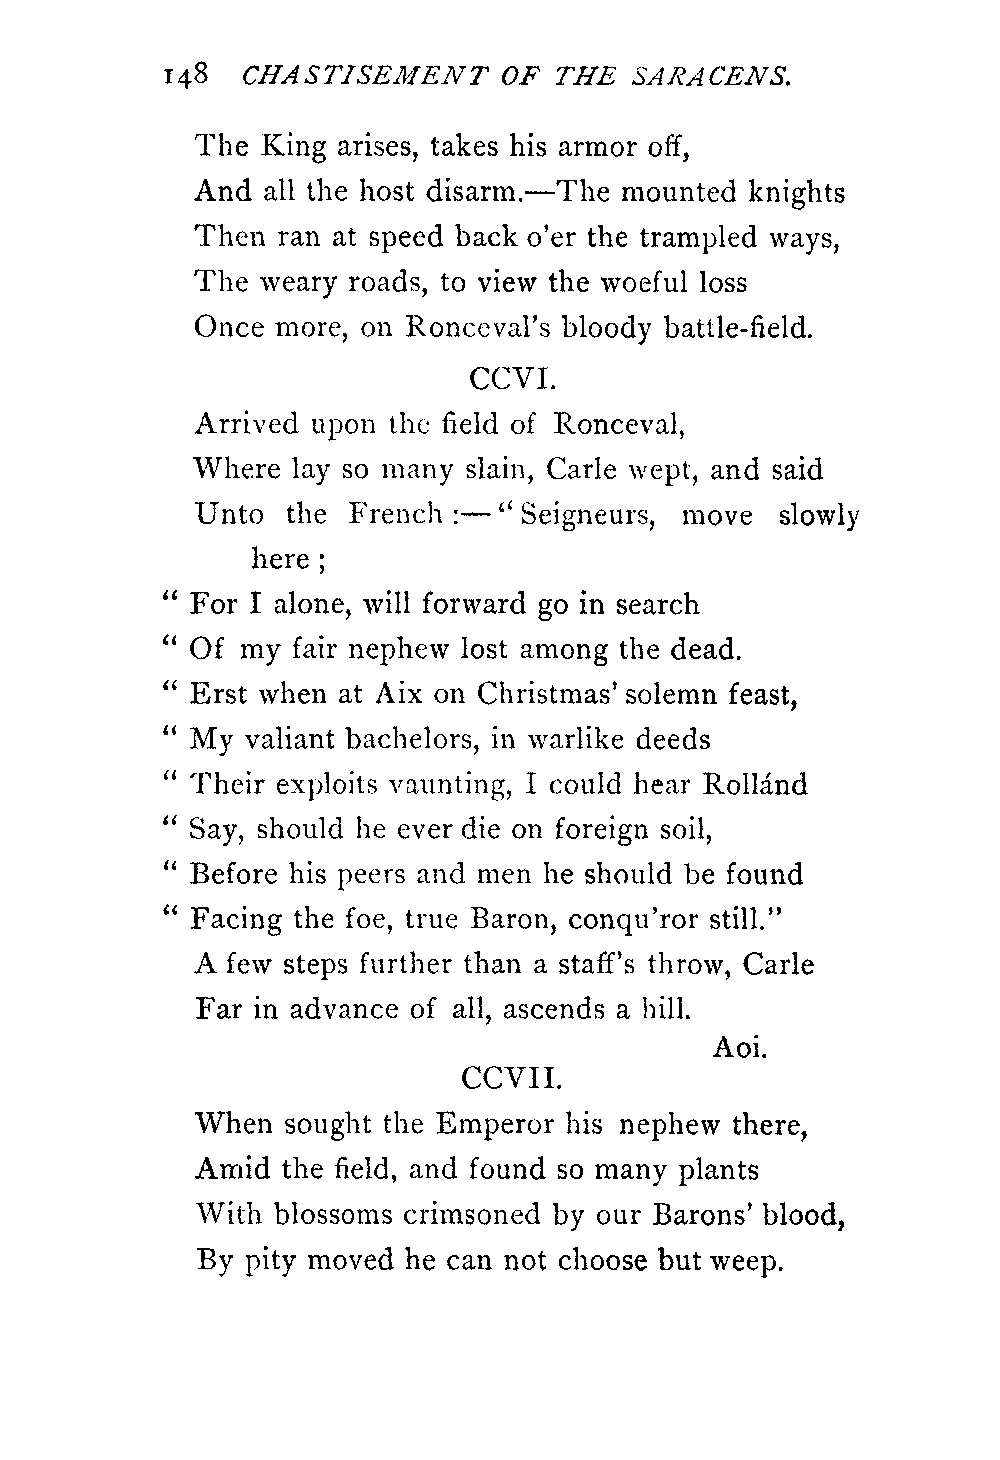 148 CHASTISEMENT OF THE SARACENS.
The King arises, takes his armor off,
And all the host disarm.—The mounted knights
Then ran at speed back o'er the trampled ways,
The weary roads, to view the woeful loss
Once more, on Ronceval's bloody battle-field.
CCVI.
Arrived upon the field of Ronceval,
Where lay so many slain, Carle wept, and said
Unto the French :— “ Seigneurs, move slowly
here ;
“ For I alone, will forward go in search
“ Of my fair nephew lost among the dead.
“ Erst when at Aix on Christmas' solemn feast,
“ My valiant bachelors, in warlike deeds
“ Their exploits vaunting, I could hear Rollánd
“ Say, should he ever die on foreign soil,
“ Before his peers and men he should be found
“ Facing the foe, true Baron, conqu'ror still.”
A few steps further than a staff's throw, Carle
Far in advance of all, ascends a hill.
Aoi.
CCVII.
When sought the Emperor his nephew there,
Amid the field, and found so many plants
With blossoms crimsoned by our Barons' blood,
By pity moved he can not choose but weep.